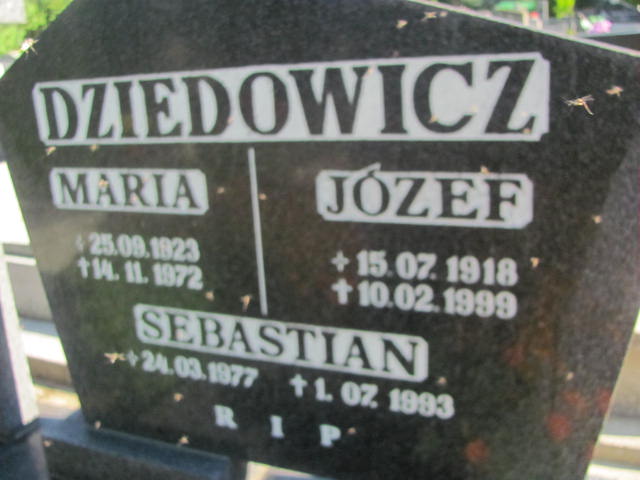 DZIEDOWICZ
MARIA
+ 25.09.1923
† 14.11.1972
JÓZEF
+ 15.07.1918
† 10.02.1999
SEBASTIAN
+ 24.03.1977 † 1.07.1993
R I P